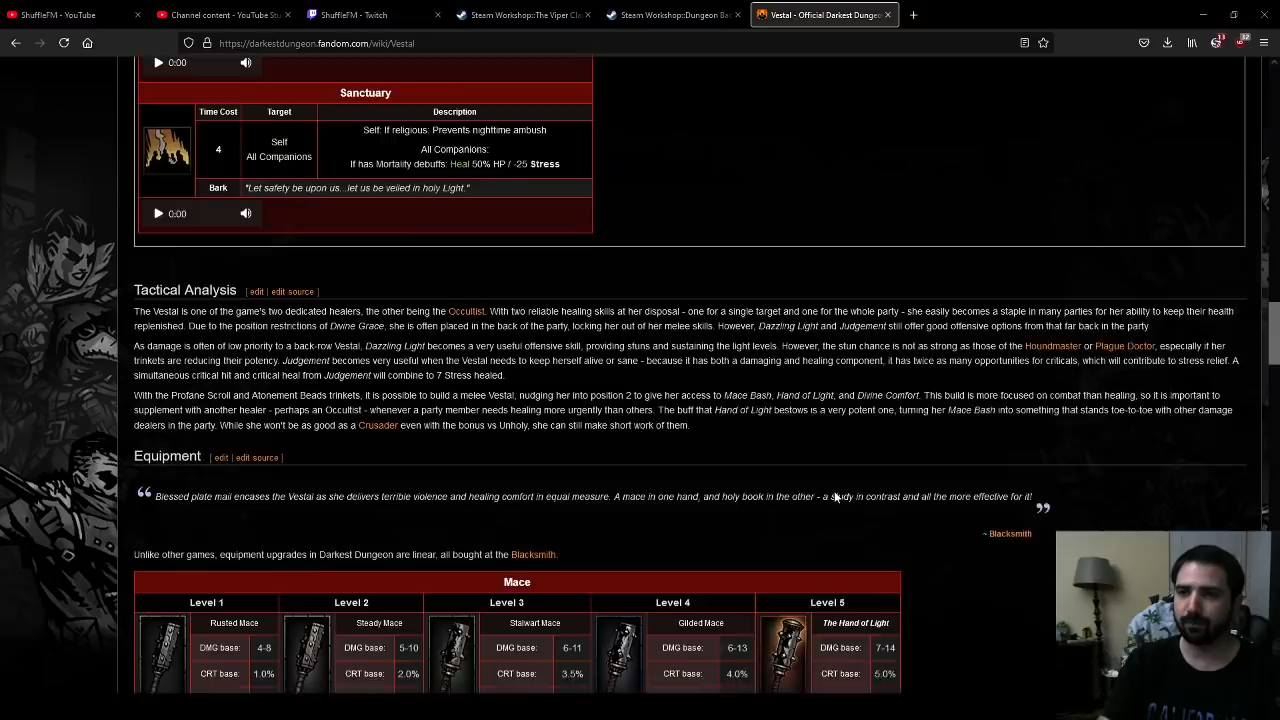 ShuffleFM - YouTube
Channel content - YouTube Stu
ShuffleFM - Twitch
Steam Workshop::The Viper Cla
Steam Workshop::Dungeon Bac
Vestal - Official Darkest Dungeo
https://darkestdungeon.fandom.com/wiki/Vestal
0:00
Sanctuary
Time Cost Target Description
4
Self
All Companions
Self: If religious: Prevents nighttime ambush
All Companions:
If has Mortality debuffs: Heal 50% HP / -25 Stress
Bark "Let safety be upon us...let us be veiled in holy Light."
0:00
Tactical Analysis [ edit | edit source ]
The Vestal is one of the game's two dedicated healers, the other being the Occultist. With two reliable healing skills at her disposal - one for a single target and one for the whole party - she easily becomes a staple in many parties for her ability to keep their health
replenished. Due to the position restrictions of Divine Grace, she is often placed in the back of the party, locking her out of her melee skills. However, Dazzling Light and Judgement still offer good offensive options from that far back in the party
As damage is often of low priority to a back-row Vestal, Dazzling Light becomes a very useful offensive skill, providing stuns and sustaining the light levels. However, the stun chance is not as strong as those of the Houndmaster or Plague Doctor, especially if her
trinkets are reducing their potency. Judgement becomes very useful when the Vestal needs to keep herself alive or sane - because it has both a damaging and healing component, it has twice as many opportunities for criticals, which will contribute to stress relief. A
simultaneous critical hit and critical heal from Judgement will combine to 7 Stress healed.
With the Profane Scroll and Atonement Beads trinkets, it is possible to build a melee Vestal, nudging her into position 2 to give her access to Mace Bash, Hand of Light, and Divine Comfort. This build is more focused on combat than healing, so it is important to
supplement with another healer - perhaps an Occultist - whenever a party member needs healing more urgently than others. The buff that Hand of Light bestows is a very potent one, turning her Mace Bash into something that stands toe-to-toe with other damage
dealers in the party. While she won't be as good as a Crusader even with the bonus vs Unholy, she can still make short work of them.
Equipment [ edit | edit source ]
“ Blessed plate mail encases the Vestal as she delivers terrible violence and healing comfort in equal measure. A mace in one hand, and holy book in the other - a study in contrast and all the more effective for it! ”
~ Blacksmith
Unlike other games, equipment upgrades in Darkest Dungeon are linear, all bought at the Blacksmith.
Mace
Level 1 Level 2 Level 3 Level 4 Level 5
Rusted Mace Steady Mace Stalwart Mace Gilded Mace The Hand of Light
DMG base: 4-8 DMG base: 5-10 DMG base: 6-11 DMG base: 6-13 DMG base: 7-14
CRT base: 1.0% CRT base: 2.0% CRT base: 3.5% CRT base: 4.0% CRT base: 5.0%